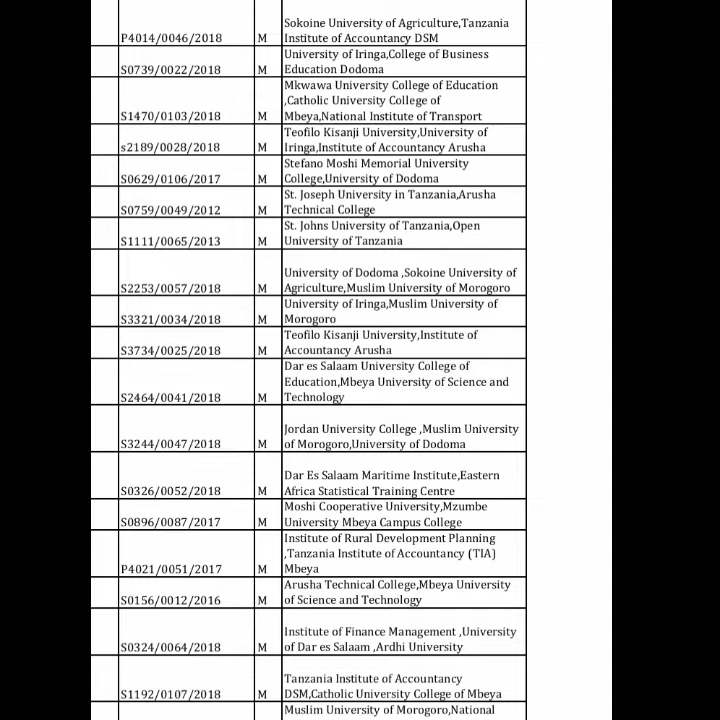 Sokoine University of Agriculture,Tanzania
P4014/0046/2018 M Institute of Accountancy DSM
University of Iringa,College of Business
S0739/0022/2018 M Education Dodoma
Mkwawa University College of Education
,Catholic University College of
S1470/0103/2018 M Mbeya,National Institute of Transport
Teofilo Kisanji University,University of
s2189/0028/2018 M Iringa,Institute of Accountancy Arusha
Stefano Moshi Memorial University
S0629/0106/2017 M College,University of Dodoma
St. Joseph University in Tanzania,Arusha
S0759/0049/2012 M Technical College
St. Johns University of Tanzania,Open
S1111/0065/2013 M University of Tanzania
University of Dodoma ,Sokoine University of
S2253/0057/2018 M Agriculture,Muslim University of Morogoro
University of Iringa,Muslim University of
S3321/0034/2018 M Morogoro
Teofilo Kisanji University,Institute of
S3734/0025/2018 M Accountancy Arusha
Dar es Salaam University College of
Education,Mbeya University of Science and
S2464/0041/2018 M Technology
Jordan University College ,Muslim University
S3244/0047/2018 M of Morogoro,University of Dodoma
Dar Es Salaam Maritime Institute,Eastern
S0326/0052/2018 M Africa Statistical Training Centre
Moshi Cooperative University,Mzumbe
S0896/0087/2017 M University Mbeya Campus College
Institute of Rural Development Planning
,Tanzania Institute of Accountancy (TIA)
P4021/0051/2017 M Mbeya
Arusha Technical College,Mbeya University
S0156/0012/2016 M of Science and Technology
Institute of Finance Management ,University
S0324/0064/2018 M of Dar es Salaam ,Ardhi University
Tanzania Institute of Accountancy
S1192/0107/2018 M DSM,Catholic University College of Mbeya
Muslim University of Morogoro,National